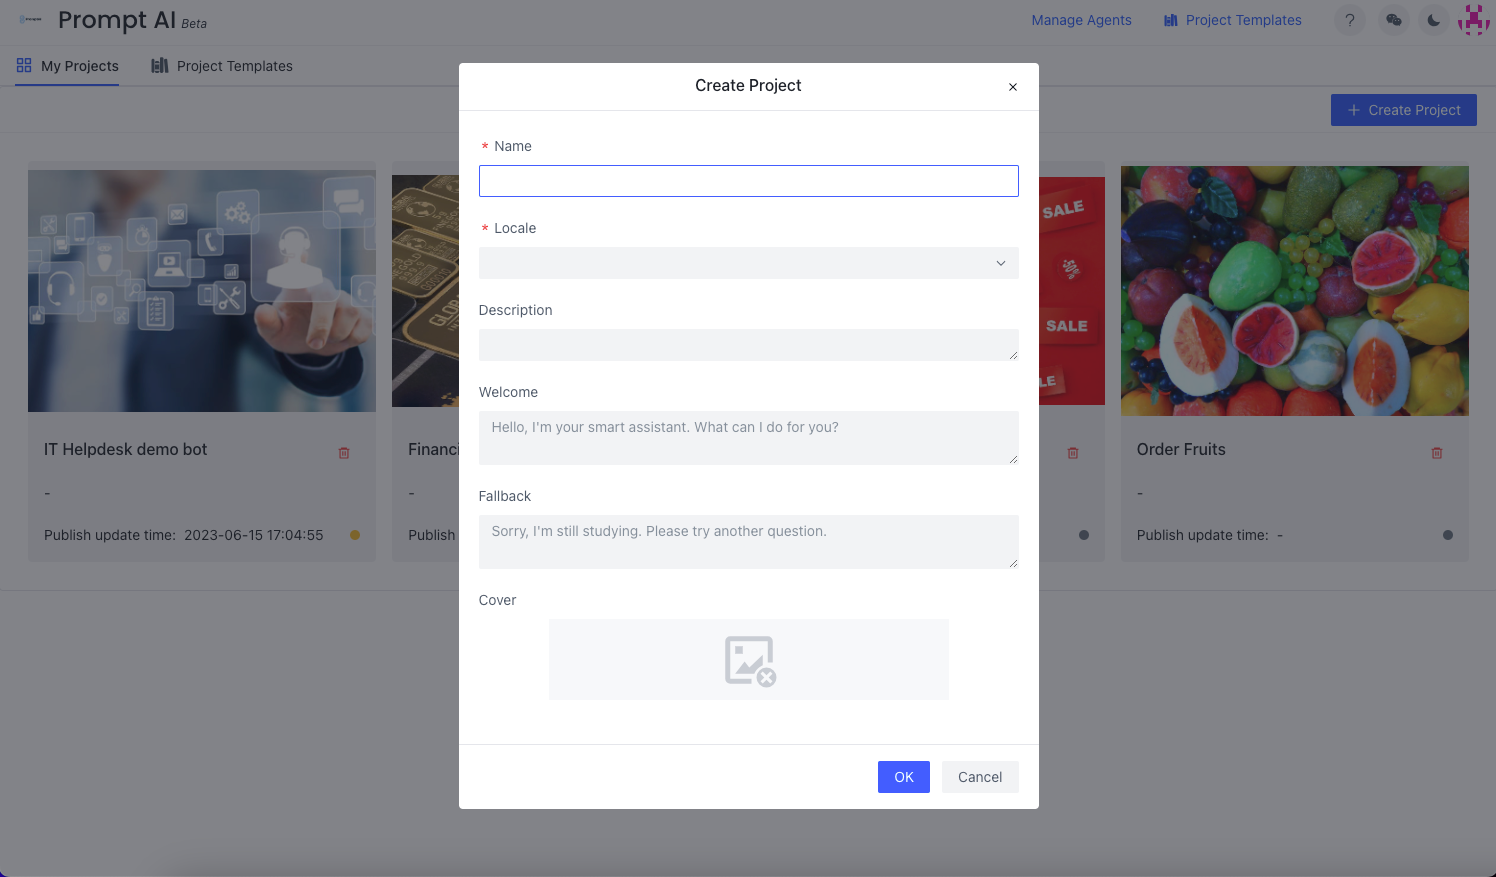 Prompt AI Beta
Manage Agents
Project Templates
?
My Projects
Project Templates
Create Project
Create Project
* Name
* Locale
Description
Welcome
Hello, I'm your smart assistant. What can I do for you?
Fallback
Sorry, I'm still studying. Please try another question.
Cover
OK
Cancel
SALE
SALE
LE
GLOB
IT Helpdesk demo bot
-
Publish update time: 2023-06-15 17:04:55
Financi
-
Publish
Order Fruits
-
Publish update time: -